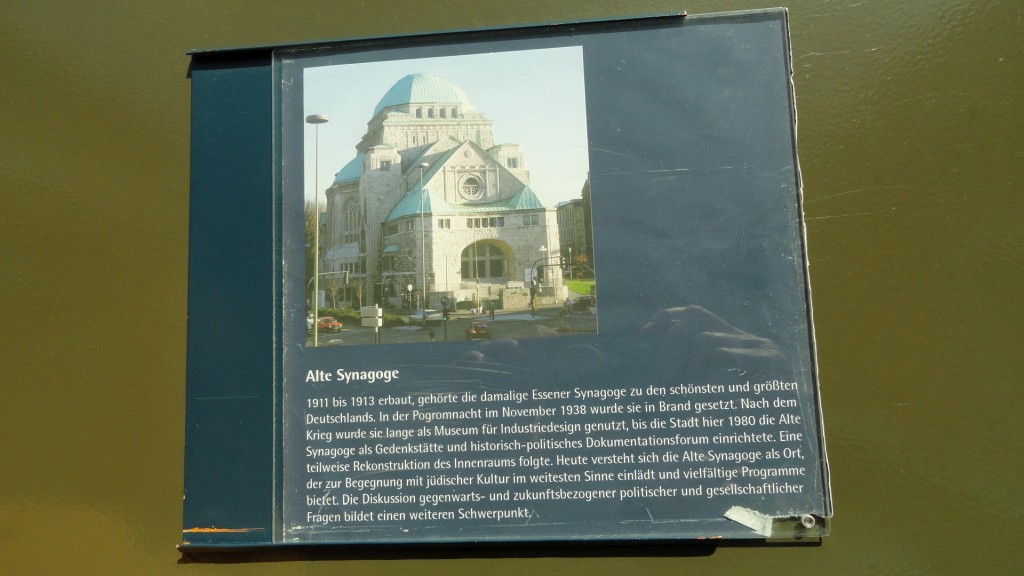 Alte Synagoge
1911 bis 1913 erbaut, gehörte die damalige Essener Synagoge zu den schönsten und größten
Deutschlands. In der Pogromnacht im November 1938 wurde sie in Brand gesetzt. Nach dem
Krieg wurde sie lange als Museum für Industriedesign genutzt, bis die Stadt hier 1980 die Alte
Synagoge als Gedenkstätte und historisch-politisches Dokumentationsforum einrichtete. Eine
teilweise Rekonstruktion des Innenraums folgte. Heute versteht sich die Alte Synagoge als Ort,
der zur Begegnung mit jüdischer Kultur im weitesten Sinne einlädt und vielfältige Programme
bietet. Die Diskussion gegenwarts- und zukunftsbezogener politischer und gesellschaftlicher
Fragen bildet einen weiteren Schwerpunkt.